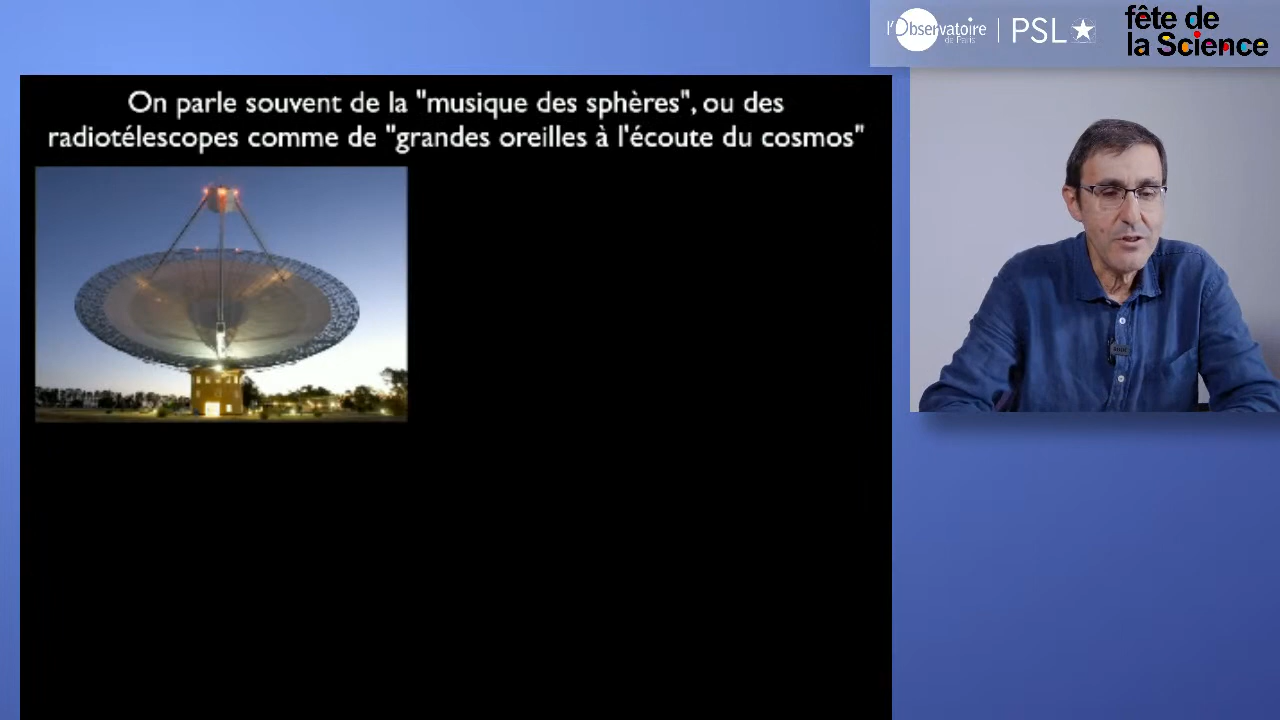 l'Observatoire
de Paris
PSL
fête de
la Science
On parle souvent de la "musique des sphères", ou des
radiotélescopes comme de "grandes oreilles à l'écoute du cosmos"